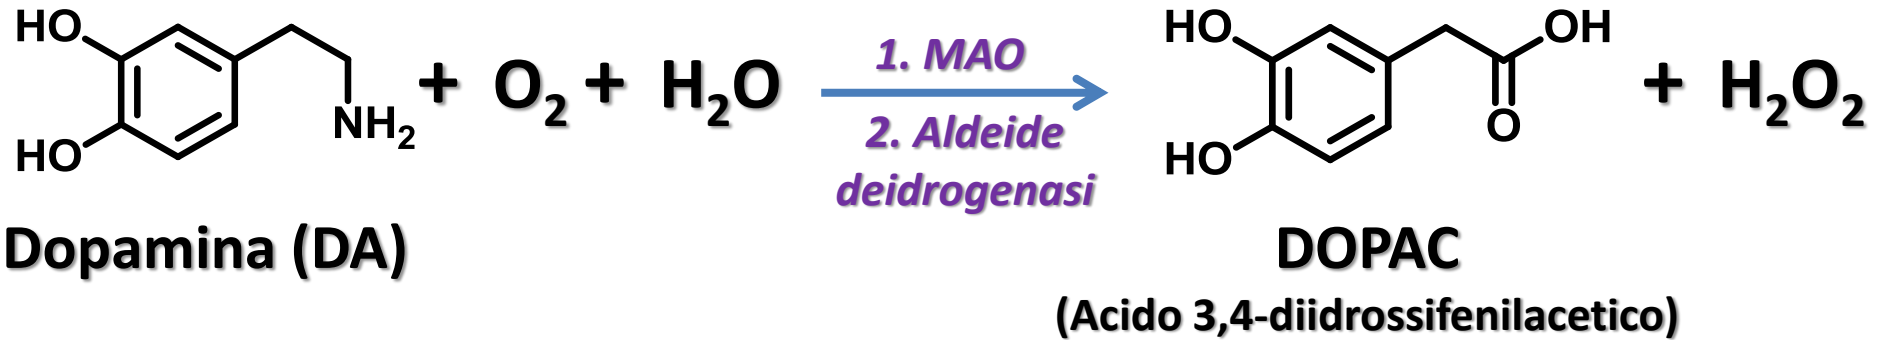 HO
HO
NH₂
+ O₂ + H₂O
1. MAO
2. Aldeide
deidrogenasi
HO
HO
OH
O
+ H₂O₂
Dopamina (DA)
DOPAC
(Acido 3,4-diidrossifenilacetico)